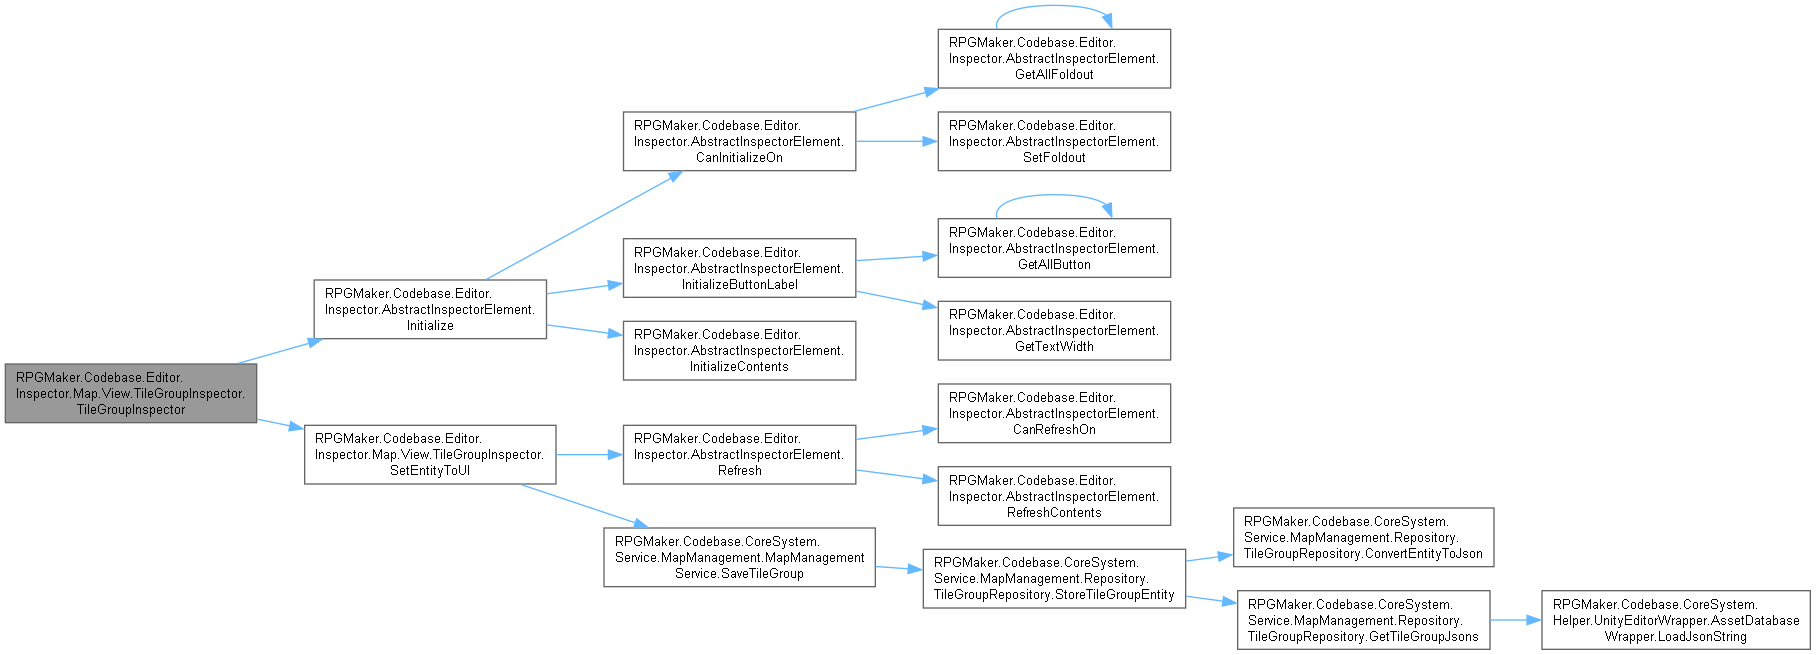 RPGMaker.Codebase.Editor.
Inspector.Map.View.TileGroupInspector.
TileGroupInspector
RPGMaker.Codebase.Editor.
Inspector.AbstractInspectorElement.
Initialize
RPGMaker.Codebase.Editor.
Inspector.AbstractInspectorElement.
CanInitializeOn
RPGMaker.Codebase.Editor.
Inspector.AbstractInspectorElement.
GetAllFoldout
RPGMaker.Codebase.Editor.
Inspector.AbstractInspectorElement.
SetFoldout
RPGMaker.Codebase.Editor.
Inspector.AbstractInspectorElement.
InitializeButtonLabel
RPGMaker.Codebase.Editor.
Inspector.AbstractInspectorElement.
GetAllButton
RPGMaker.Codebase.Editor.
Inspector.AbstractInspectorElement.
GetTextWidth
RPGMaker.Codebase.Editor.
Inspector.AbstractInspectorElement.
InitializeContents
RPGMaker.Codebase.Editor.
Inspector.Map.View.TileGroupInspector.
SetEntityToUI
RPGMaker.Codebase.Editor.
Inspector.AbstractInspectorElement.
Refresh
RPGMaker.Codebase.Editor.
Inspector.AbstractInspectorElement.
CanRefreshOn
RPGMaker.Codebase.Editor.
Inspector.AbstractInspectorElement.
RefreshContents
RPGMaker.Codebase.CoreSystem.
Service.MapManagement.MapManagement
Service.SaveTileGroup
RPGMaker.Codebase.CoreSystem.
Service.MapManagement.Repository.
TileGroupRepository.StoreTileGroupEntity
RPGMaker.Codebase.CoreSystem.
Service.MapManagement.Repository.
TileGroupRepository.ConvertEntityToJson
RPGMaker.Codebase.CoreSystem.
Service.MapManagement.Repository.
TileGroupRepository.GetTileGroupJsons
RPGMaker.Codebase.CoreSystem.
Helper.UnityEditorWrapper.AssetDatabase
Wrapper.LoadJsonString